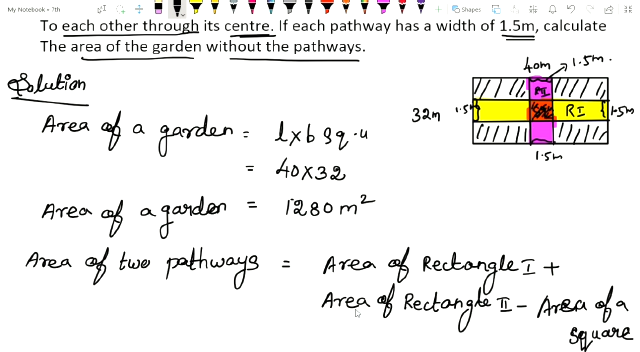 My Notebook - 7th
Shapes
To each other through its centre. If each pathway has a width of 1.5m, calculate
The area of the garden without the pathways.
Solution
40m
1.5m.
RII
32m
1.5m
RI
1.5m
1.5m
Area of a garden = l x b sq.u
= 40 x 32
Area of a garden = 1280 m²
Area of two pathways = Area of Rectangle I +
Area of Rectangle II - Area of a
square